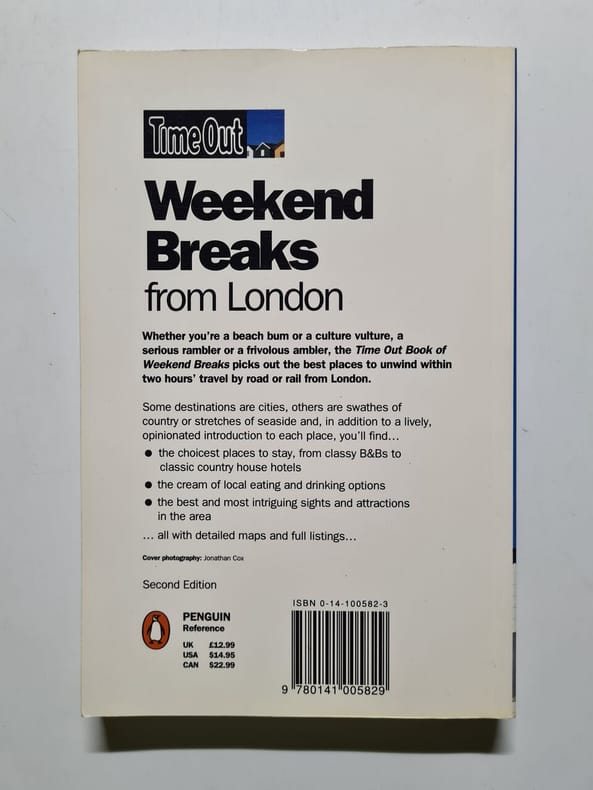 Time Out
Weekend
Breaks
from London
Whether you're a beach bum or a culture vulture, a
serious rambler or a frivolous ambler, the Time Out Book of
Weekend Breaks picks out the best places to unwind within
two hours' travel by road or rail from London.
Some destinations are cities, others are swathes of
country or stretches of seaside and, in addition to a lively,
opinionated introduction to each place, you'll find...
● the choicest places to stay, from classy B&Bs to
classic country house hotels
● the cream of local eating and drinking options
● the best and most intriguing sights and attractions
in the area
... all with detailed maps and full listings...
Cover photography: Jonathan Cox
Second Edition
PENGUIN
Reference
UK £12.99
USA $14.95
CAN $22.99
ISBN 0-14-100582-3
9 780141 005829